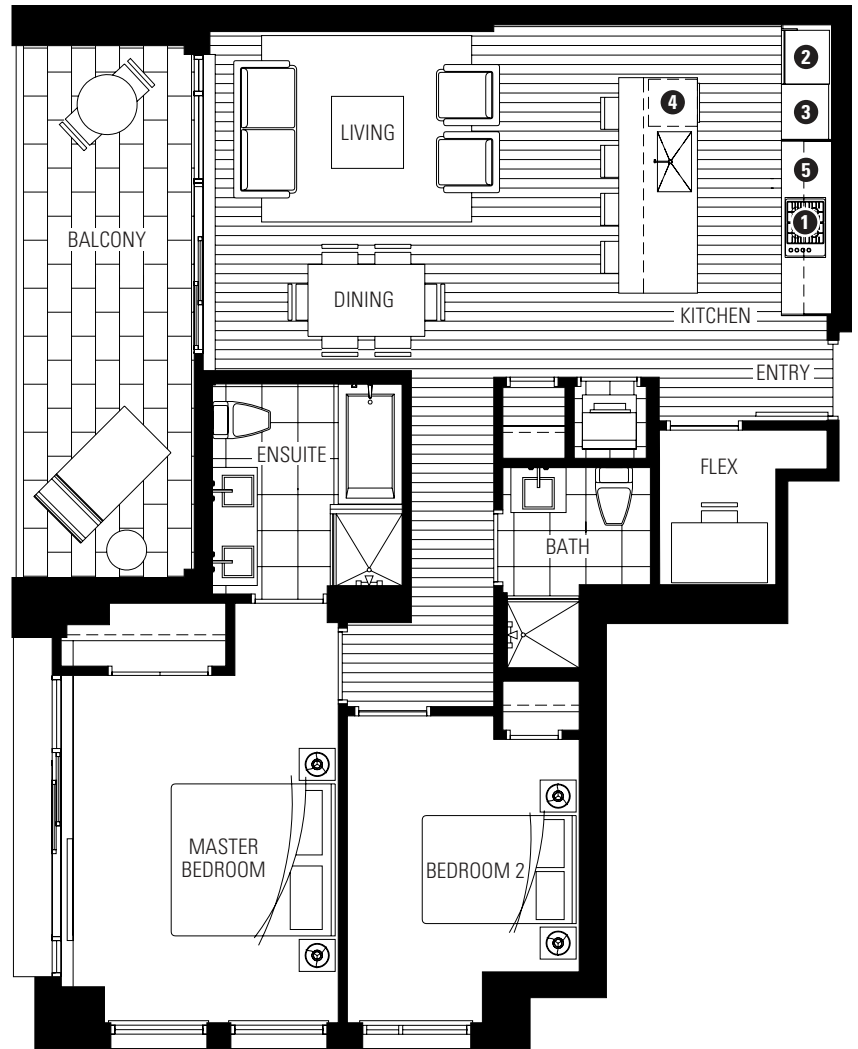 2
LIVING
4
3
5
1
BALCONY
DINING
KITCHEN
ENTRY
ENSUITE
FLEX
BATH
MASTER
BEDROOM
BEDROOM 2